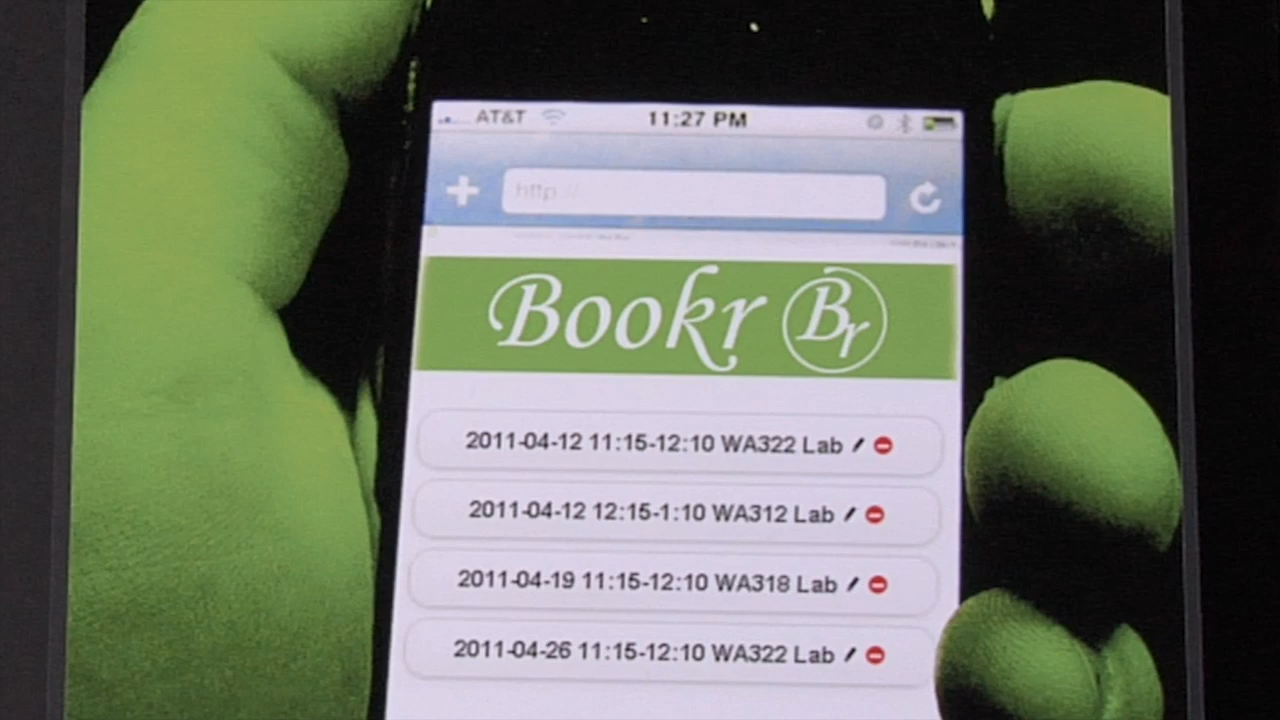 AT&T 11:27 PM
http://
Bookr Br
2011-04-12 11:15-12:10 WA322 Lab
2011-04-12 12:15-1:10 WA312 Lab
2011-04-19 11:15-12:10 WA318 Lab
2011-04-26 11:15-12:10 WA322 Lab